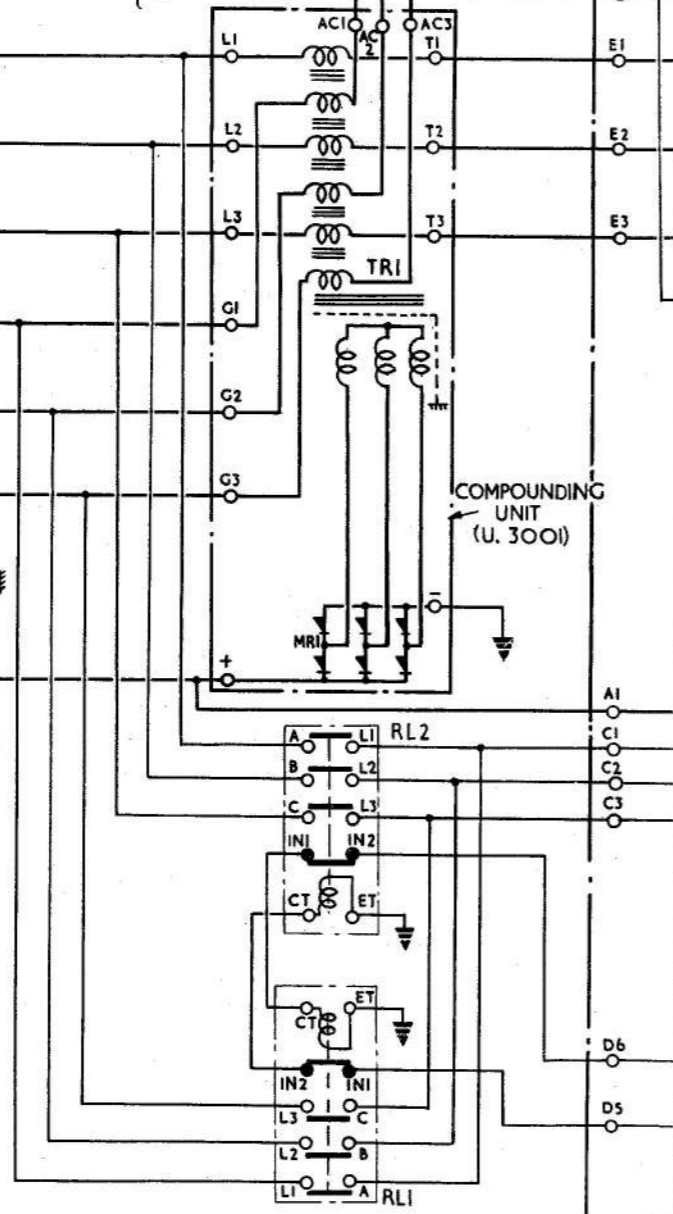 AC1 AC2 AC3
L1 T1 E1
L2 T2 E2
L3 T3 E3
TR1
G1
G2
G3
COMPOUNDING
UNIT
(U. 3001)
–
MR1
+
A1
A L1 RL2 C1
B L2 C2
C L3 C3
IN1 IN2
CT ET
ET
CT
D6
IN2 IN1
L3 C D5
L2 B
L1 A RL1